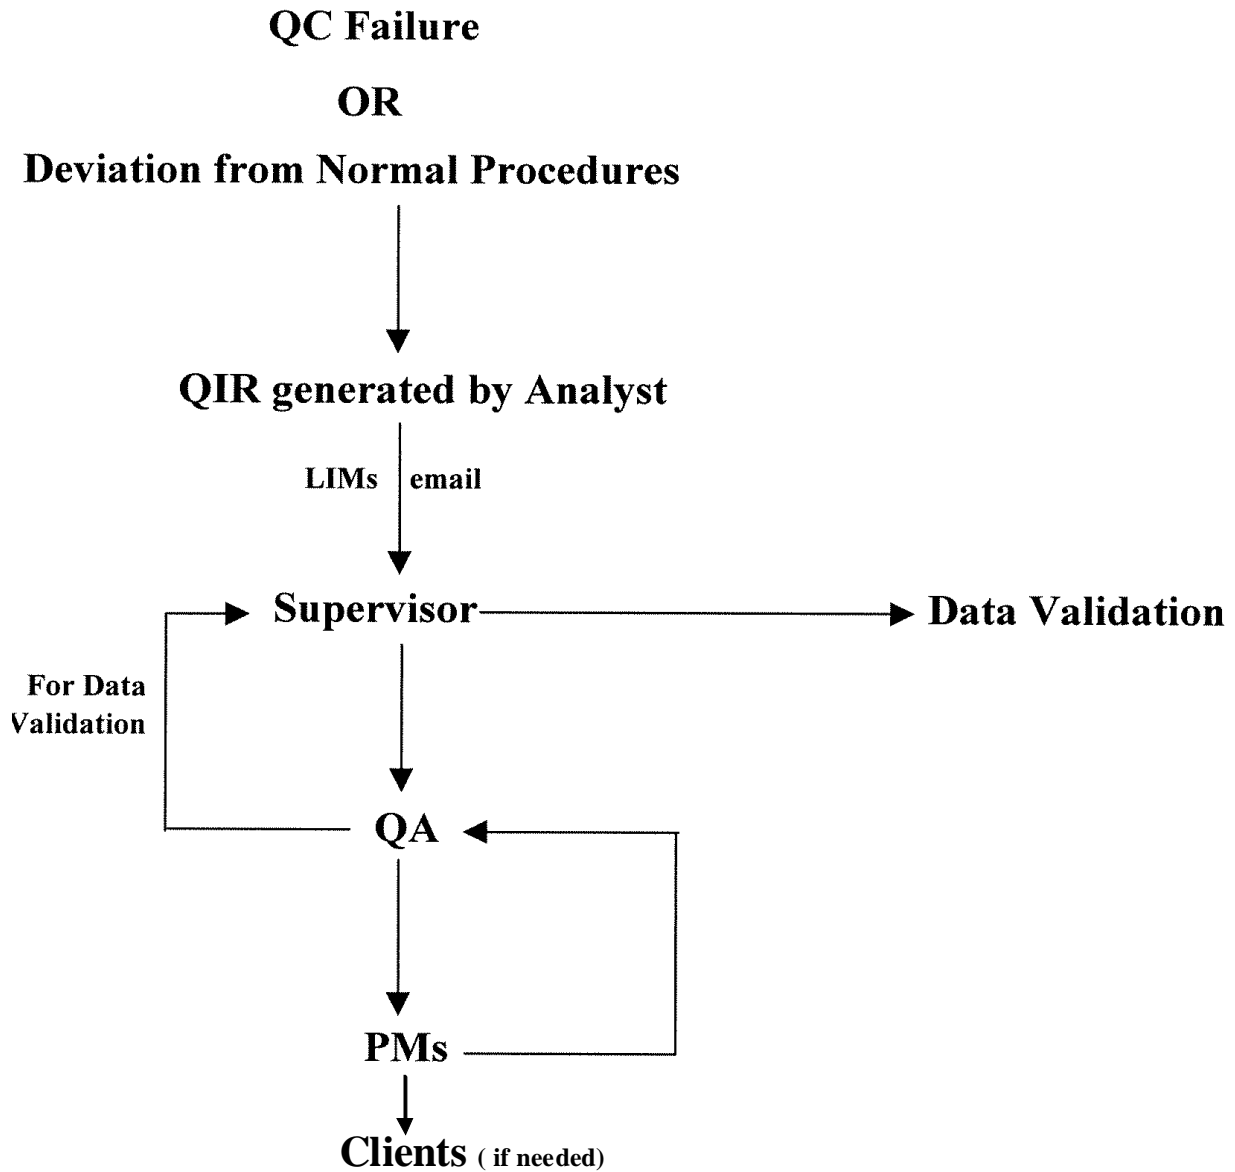 QC Failure
OR
Deviation from Normal Procedures
QIR generated by Analyst
LIMs email
Supervisor
Data Validation
For Data
Validation
QA
PMs
Clients ( if needed)